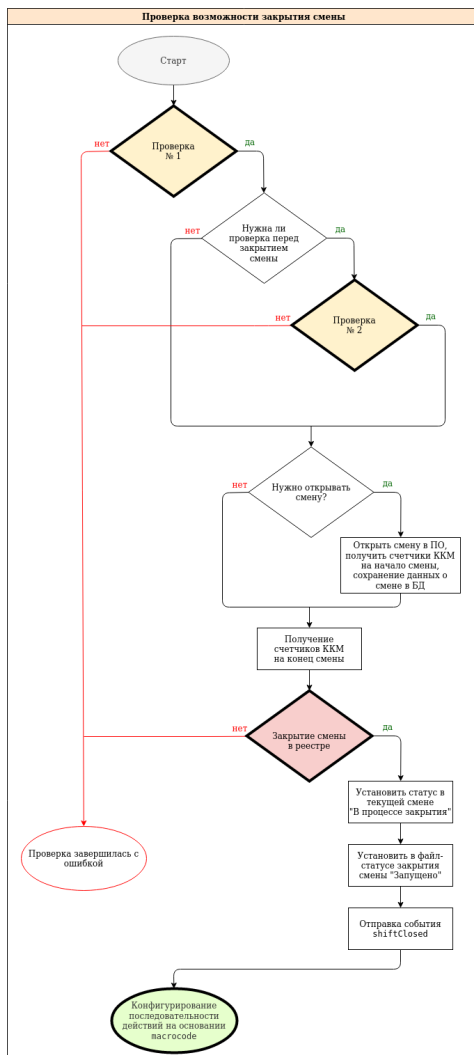 Проверка возможности закрытия смены
Старт
нет
Проверка
№ 1
да
нет
Нужна ли
проверка перед
закрытием
смены
да
нет
Проверка
№ 2
да
нет
Нужно открывать
смену?
да
Открыть смену в ПО,
получить счетчики ККМ
на начало смены,
сохранение данных о
смене в БД
Получение
счетчиков ККМ
на конец смены
нет
Закрытие смены
в реестре
да
Установить статус в
текущей смене
"В процессе закрытия"
Проверка завершилась с
ошибкой
Установить в файл-
статусе закрытия
смены "Запущено"
Отправка события
shiftClosed
Конфигурирование
последовательности
действий на основании
macrocode